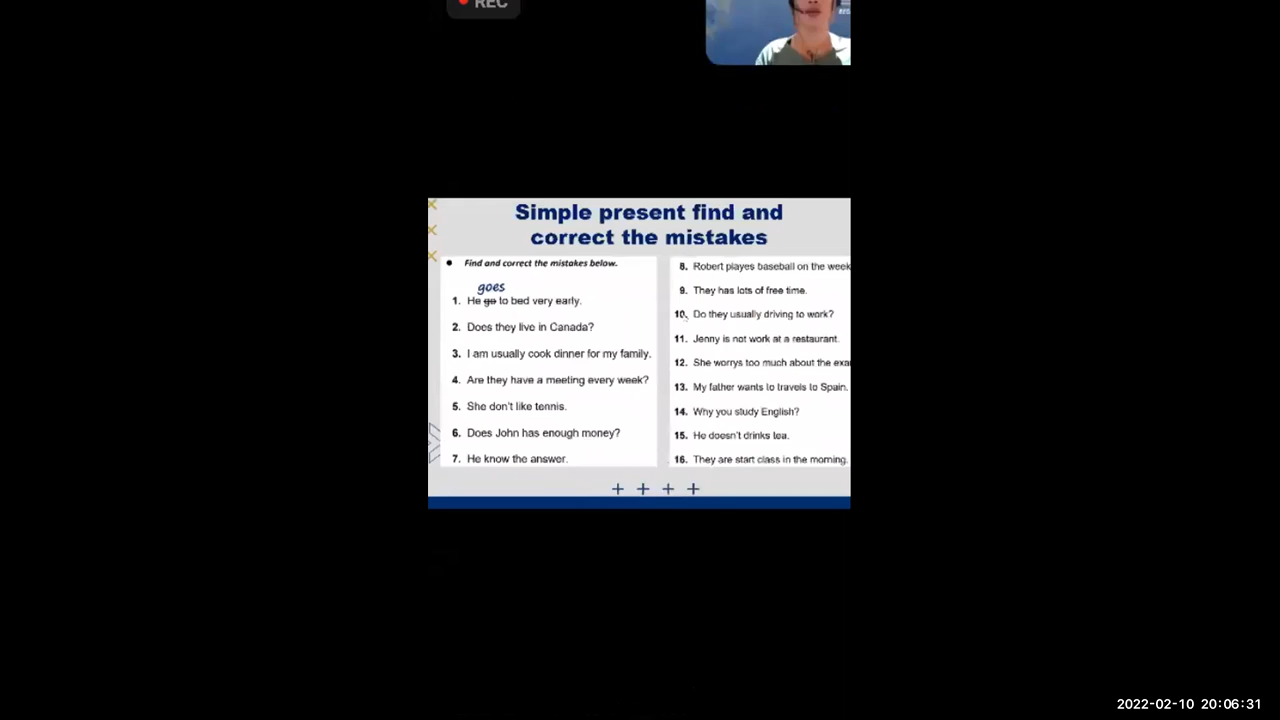 REC
Simple present find and
correct the mistakes
• Find and correct the mistakes below.
goes
1. He go to bed very early.
2. Does they live in Canada?
3. I am usually cook dinner for my family.
4. Are they have a meeting every week?
5. She don't like tennis.
6. Does John has enough money?
7. He know the answer.
8. Robert playes baseball on the week
9. They has lots of free time.
10. Do they usually driving to work?
11. Jenny is not work at a restaurant.
12. She worrys too much about the exa
13. My father wants to travels to Spain.
14. Why you study English?
15. He doesn't drinks tea.
16. They are start class in the morning.
2022-02-10 20:06:31